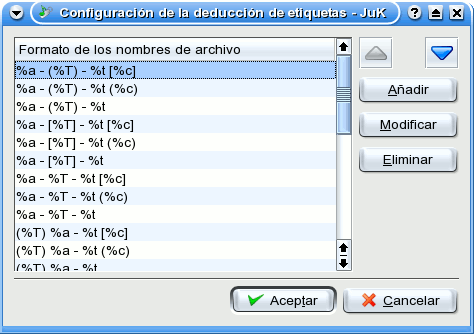 Configuración de la deducción de etiquetas - JuK
Formato de los nombres de archivo
%a - (%T) - %t [%c]
%a - (%T) - %t (%c)
%a - (%T) - %t
%a - [%T] - %t [%c]
%a - [%T] - %t (%c)
%a - [%T] - %t
%a - %T - %t [%c]
%a - %T - %t (%c)
%a - %T - %t
(%T) %a - %t [%c]
(%T) %a - %t (%c)
(%T) %a - %t
Añadir
Modificar
Eliminar
Aceptar
Cancelar